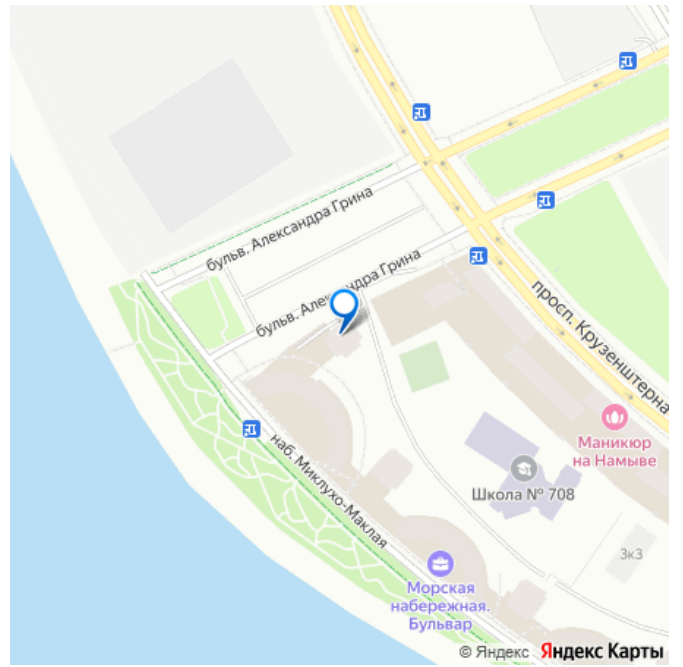 бульв. Александра Грина
бульв. Александра Грина
просп. Крузенштерна
Маникюр
на Намыве
наб. Миклухо-Маклая
Школа № 708
3к3
Морская
набережная.
Бульвар
© Яндекс Яндекс Карты